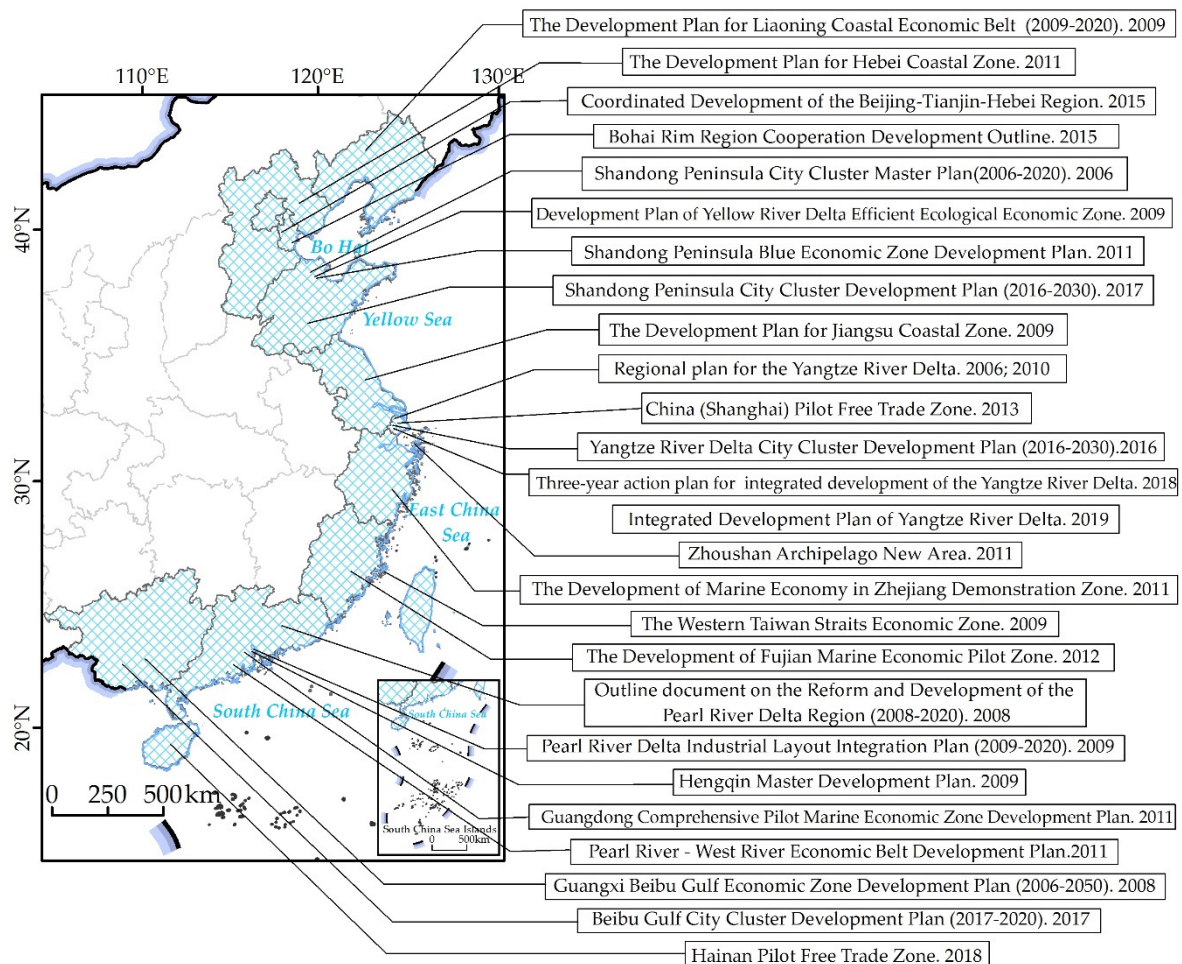 The Development Plan for Liaoning Coastal Economic Belt (2009-2020). 2009
The Development Plan for Hebei Coastal Zone. 2011
Coordinated Development of the Beijing-Tianjin-Hebei Region. 2015
Bohai Rim Region Cooperation Development Outline. 2015
Shandong Peninsula City Cluster Master Plan(2006-2020). 2006
Development Plan of Yellow River Delta Efficient Ecological Economic Zone. 2009
Shandong Peninsula Blue Economic Zone Development Plan. 2011
Shandong Peninsula City Cluster Development Plan (2016-2030). 2017
The Development Plan for Jiangsu Coastal Zone. 2009
Regional plan for the Yangtze River Delta. 2006; 2010
China (Shanghai) Pilot Free Trade Zone. 2013
Yangtze River Delta City Cluster Development Plan (2016-2030).2016
Three-year action plan for integrated development of the Yangtze River Delta. 2018
Integrated Development Plan of Yangtze River Delta. 2019
Zhoushan Archipelago New Area. 2011
The Development of Marine Economy in Zhejiang Demonstration Zone. 2011
The Western Taiwan Straits Economic Zone. 2009
The Development of Fujian Marine Economic Pilot Zone. 2012
Outline document on the Reform and Development of the
Pearl River Delta Region (2008-2020). 2008
Pearl River Delta Industrial Layout Integration Plan (2009-2020). 2009
Hengqin Master Development Plan. 2009
Guangdong Comprehensive Pilot Marine Economic Zone Development Plan. 2011
Pearl River - West River Economic Belt Development Plan.2011
Guangxi Beibu Gulf Economic Zone Development Plan (2006-2050). 2008
Beibu Gulf City Cluster Development Plan (2017-2020). 2017
Hainan Pilot Free Trade Zone. 2018
110°E
120°E
130°E
40°N
30°N
20°N
Bo Hai
Yellow Sea
East China
Sea
South China Sea
0 250 500km
South China Sea
South China Sea Islands
0 500km